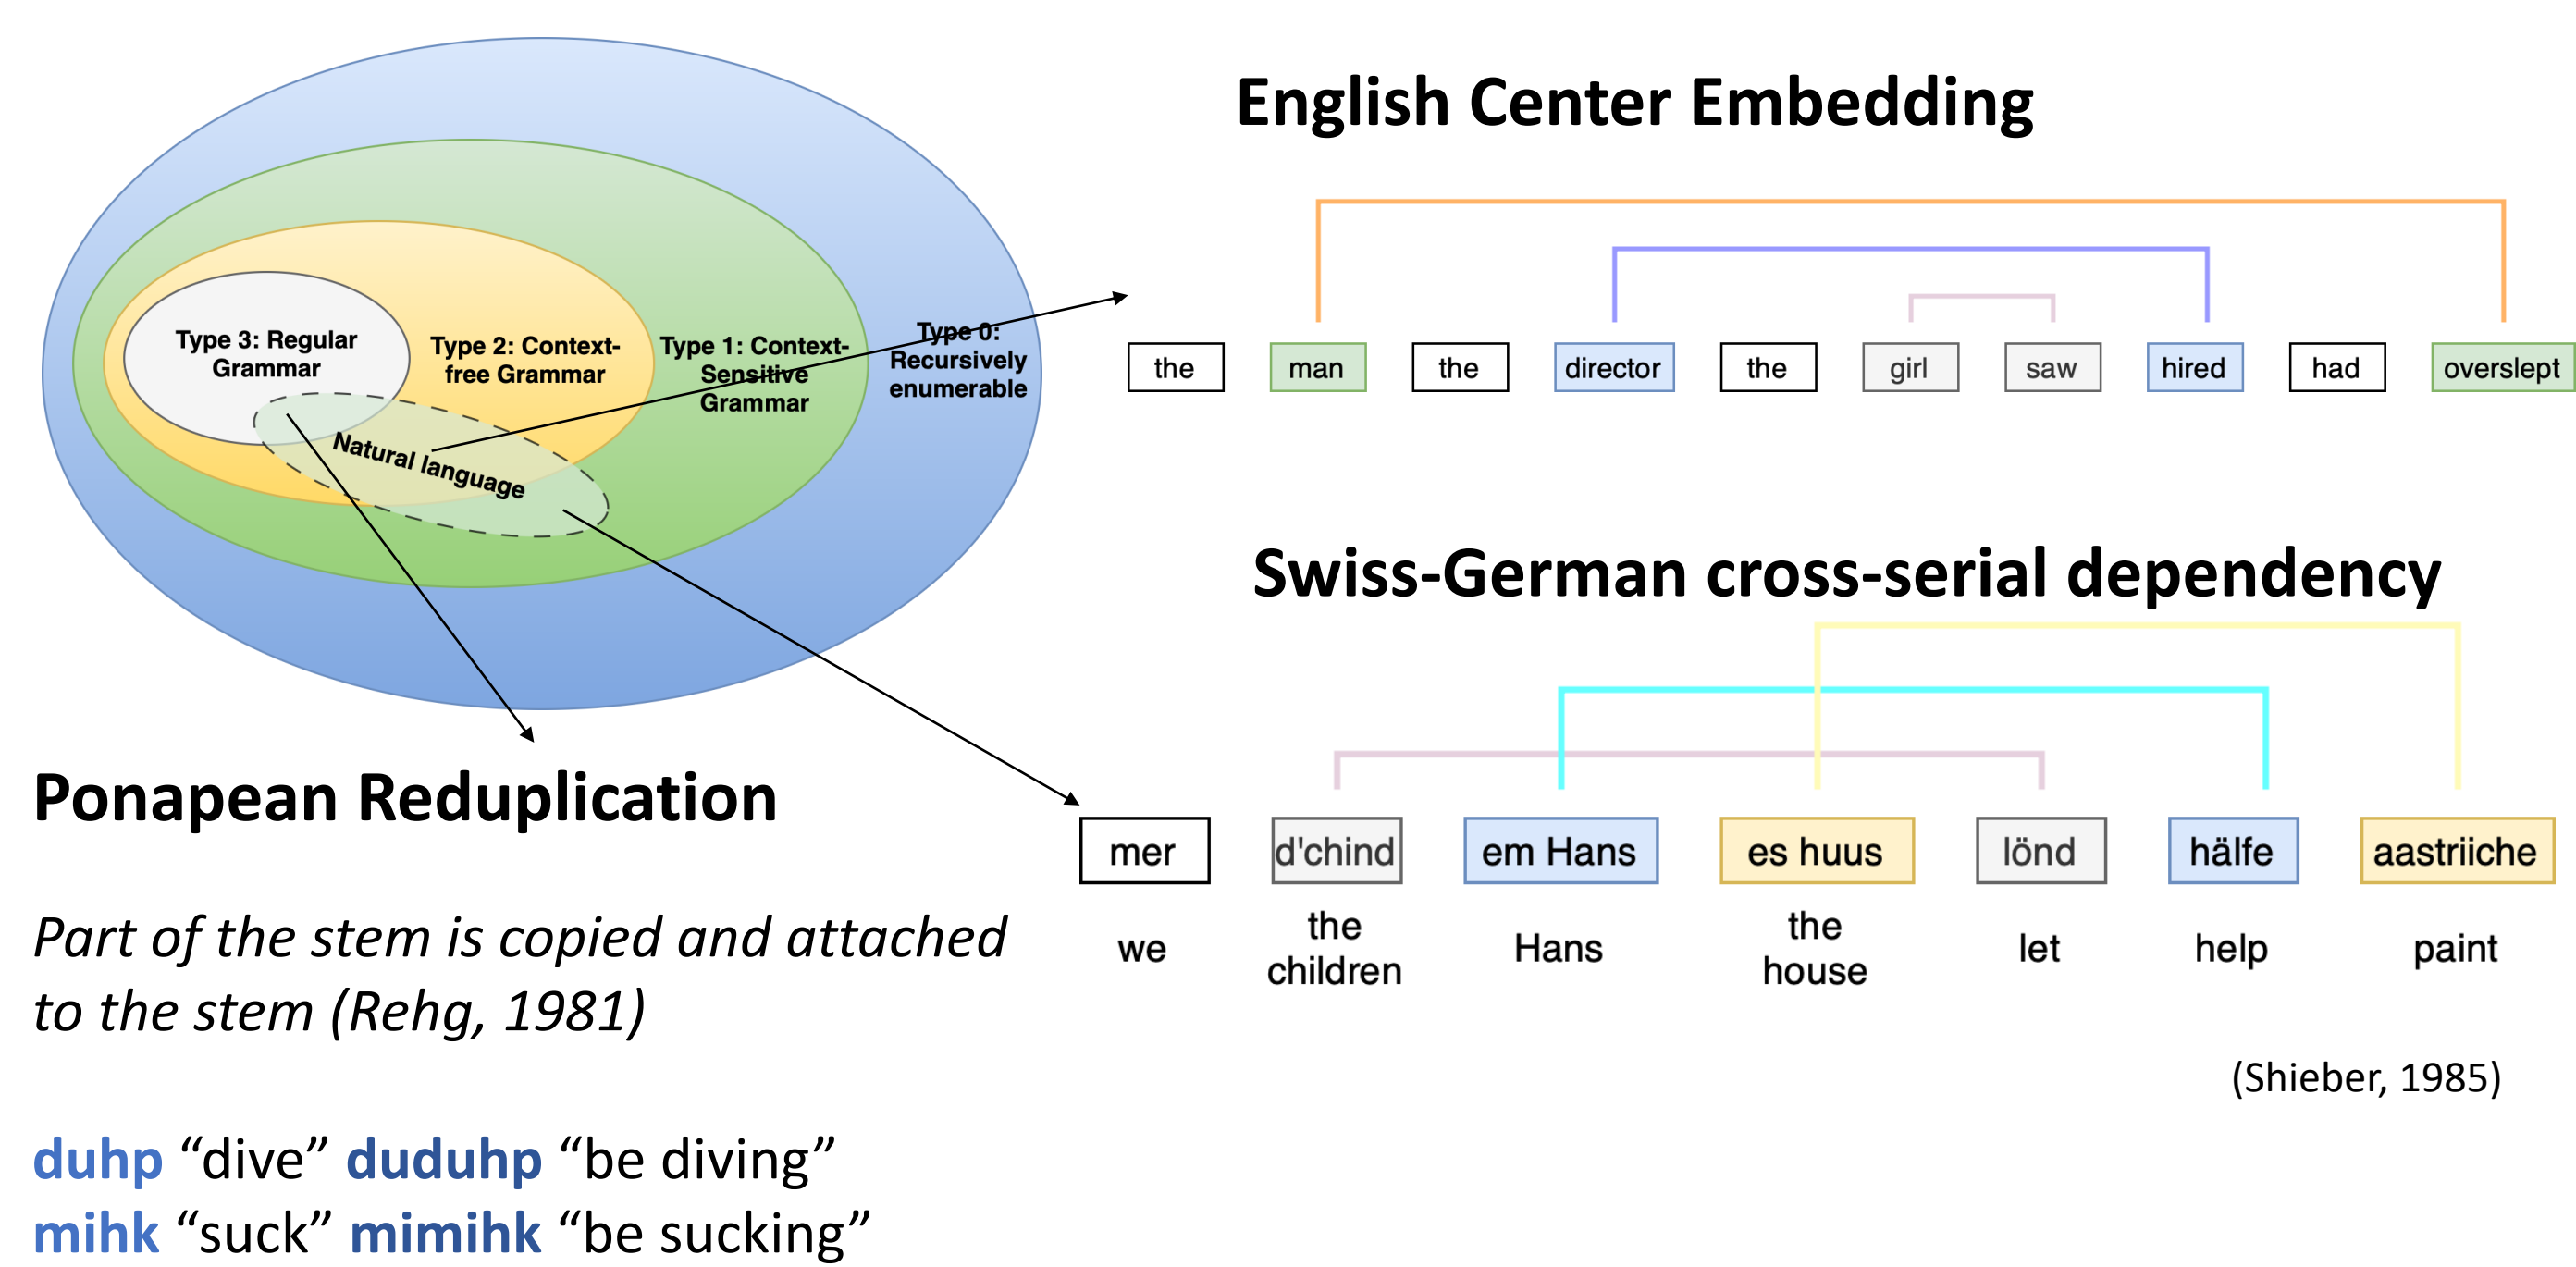 English Center Embedding
Type 3: Regular
Grammar
Type 2: Context-
free Grammar
Type 1: Context-
Sensitive
Grammar
Type 0:
Recursively
enumerable
Natural language
the man the director the girl saw hired had overslept
Swiss-German cross-serial dependency
mer d'chind em Hans es huus lönd hälfe aastriiche
we the children Hans the house let help paint
(Shieber, 1985)
Ponapean Reduplication
Part of the stem is copied and attached
to the stem (Rehg, 1981)
duhp “dive” duduhp “be diving”
mihk “suck” mimihk “be sucking”